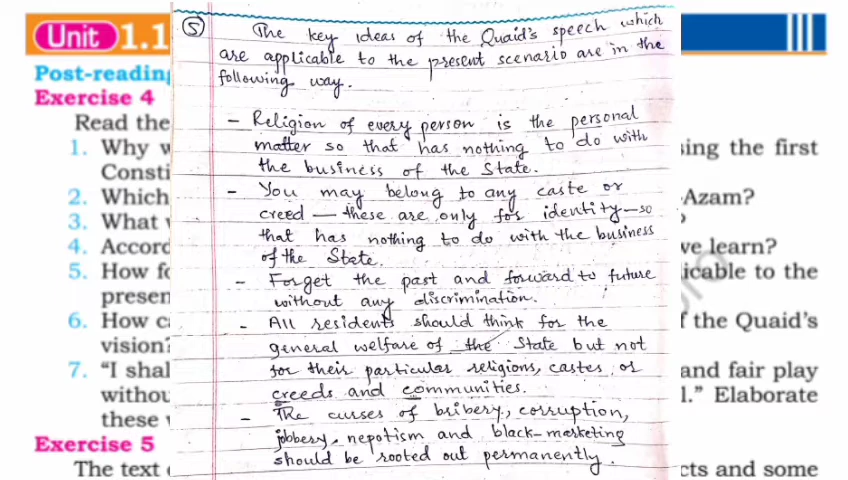 Unit 1.1
Post-reading
Exercise 4
Read the
1. Why w
sing the first
Consti
2. Which
-Azam?
3. What
?
4. Accord
ve learn?
5. How fo
icable to the
presen
6. How ca
f the Quaid's
vision?
7. "I shal
and fair play
withou
l." Elaborate
these
Exercise 5
The text
cts and some
5 The key ideas of the Quaid's speech which
are applicable to the present scenario are in the
following way.
- Religion of every person is the personal
matter so that has nothing to do with
the business of the State.
- You may belong to any caste or
creed — these are only for identity — so
that has nothing to do with the business
of the State.
- Forget the past and forward to future
without any discrimination.
- All residents should think for the
general welfare of the State but not
for their particular religions, castes, or
creeds and communities.
- The curses of bribery, corruption,
jobbery, nepotism and black-marketing
should be rooted out permanently.